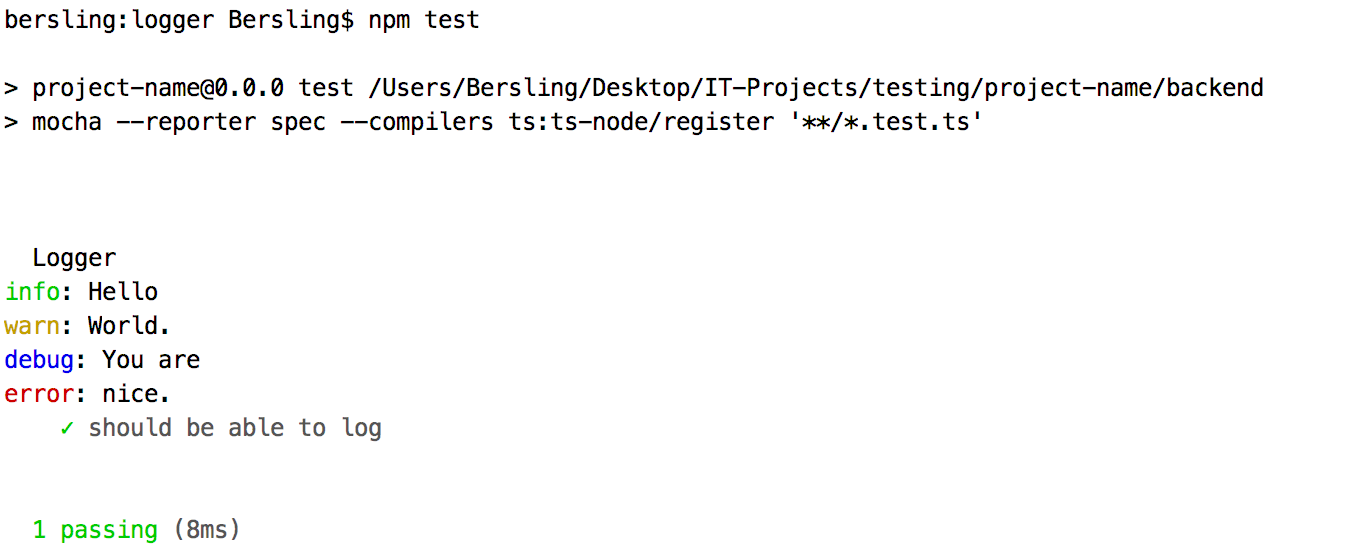 bersling:logger Bersling$ npm test
> project-name@0.0.0 test /Users/Bersling/Desktop/IT-Projects/testing/project-name/backend
> mocha --reporter spec --compilers ts:ts-node/register '**/*.test.ts'
Logger
info: Hello
warn: World.
debug: You are
error: nice.
✓ should be able to log
1 passing (8ms)